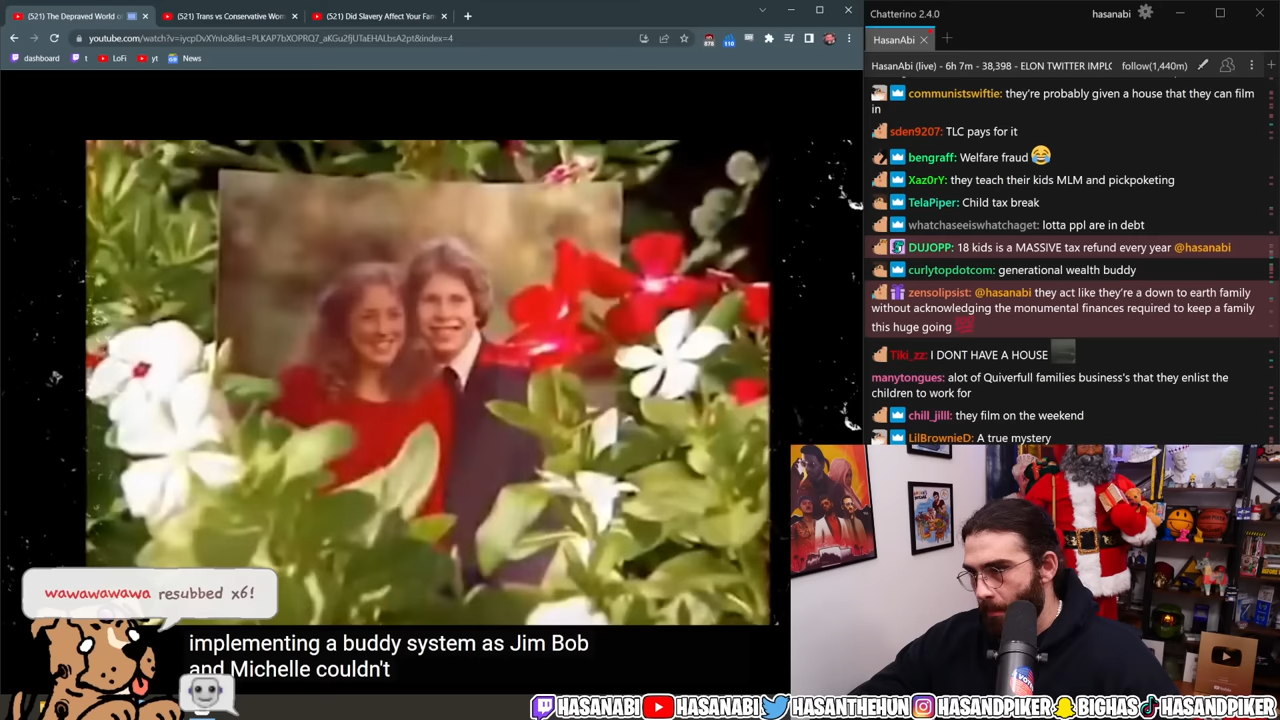 (521) The Depraved World o
(521) Trans vs Conservative Wom
(521) Did Slavery Affect Your Fam
youtube.com/watch?v=iycpDvXYnIo&list=PLKAP7bXOPRQ7_aKGu2fjUTaEHALbsA2pt&index=4
878
110
dashboard
t
LoFi
yt
News
Chatterino 2.4.0
hasanabi
HasanAbi
HasanAbi (live) - 6h 7m - 38,398 - ELON TWITTER IMPLO
follow(1,440m)
communistswiftie: they're probably given a house that they can film
in
sden9207: TLC pays for it
bengraff: Welfare fraud
Xaz0rY: they teach their kids MLM and pickpoketing
TelaPiper: Child tax break
whatchaseeiswhatchaget: lotta ppl are in debt
DUJOPP: 18 kids is a MASSIVE tax refund every year @hasanabi
curlytopdotcom: generational wealth buddy
zensolipsist: @hasanabi they act like they're a down to earth family
without acknowledging the monumental finances required to keep a family
this huge going
Tiki_zz: I DONT HAVE A HOUSE
manytongues: alot of Quiverfull families business's that they enlist the
children to work for
chill_jilll: they film on the weekend
LilBrownieD: A true mystery
wawawawawa resubbed x6!
implementing a buddy system as Jim Bob
and Michelle couldn't
HASANABI
HASANABI
HASANTHEHUN
HASANDPIKER
BIGHAS
HASANDPIKER